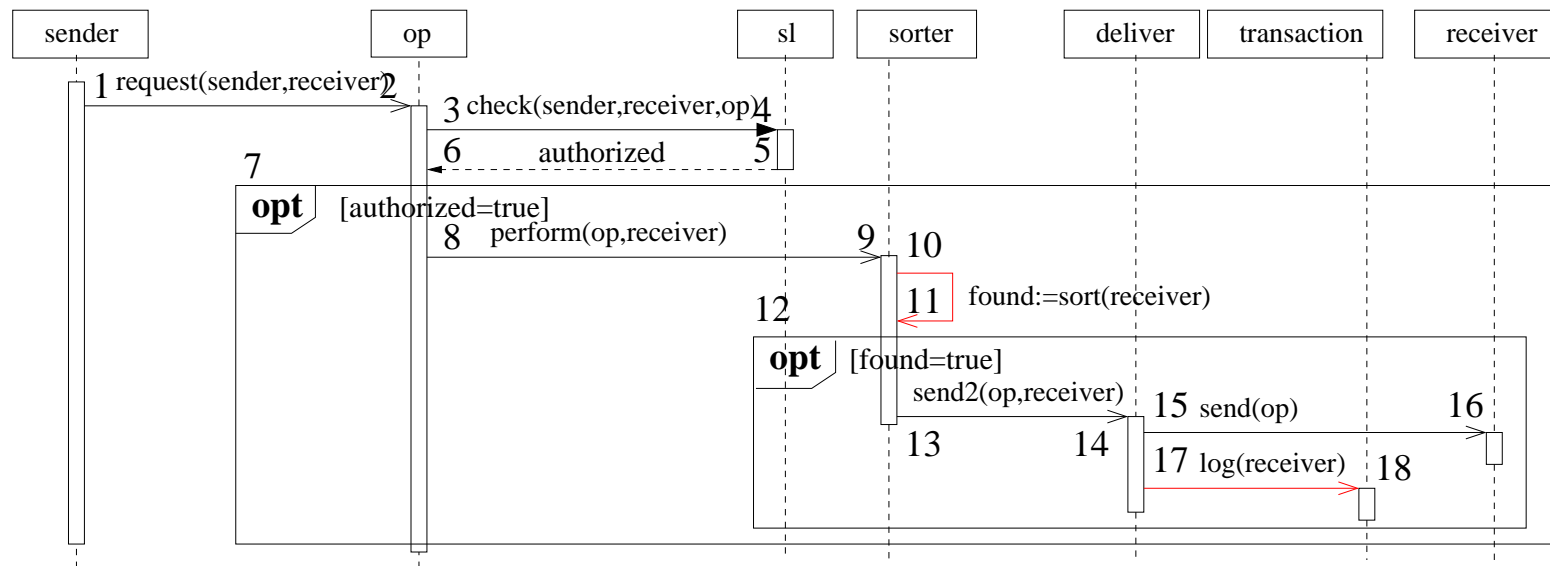 sender op sl sorter deliver transaction receiver
1 request(sender,receiver) 2
3 check(sender,receiver,op) 4
6 authorized 5
7
opt [authorized=true]
8 perform(op,receiver) 9 10
11 found:=sort(receiver)
12
opt [found=true]
send2(op,receiver) 15 send(op) 16
13 14
17 log(receiver) 18